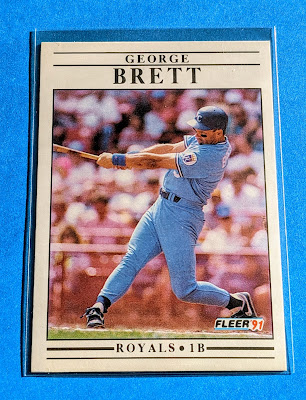 GEORGE
BRETT
FLEER 91
ROYALS • 1B